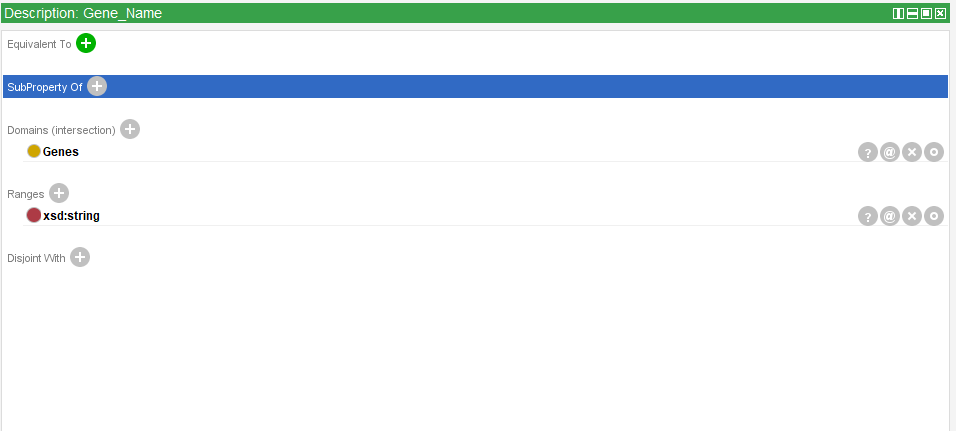 Description: Gene_Name
Equivalent To
SubProperty Of
Domains (intersection)
Genes
? @
Ranges
xsd:string
? @
Disjoint With